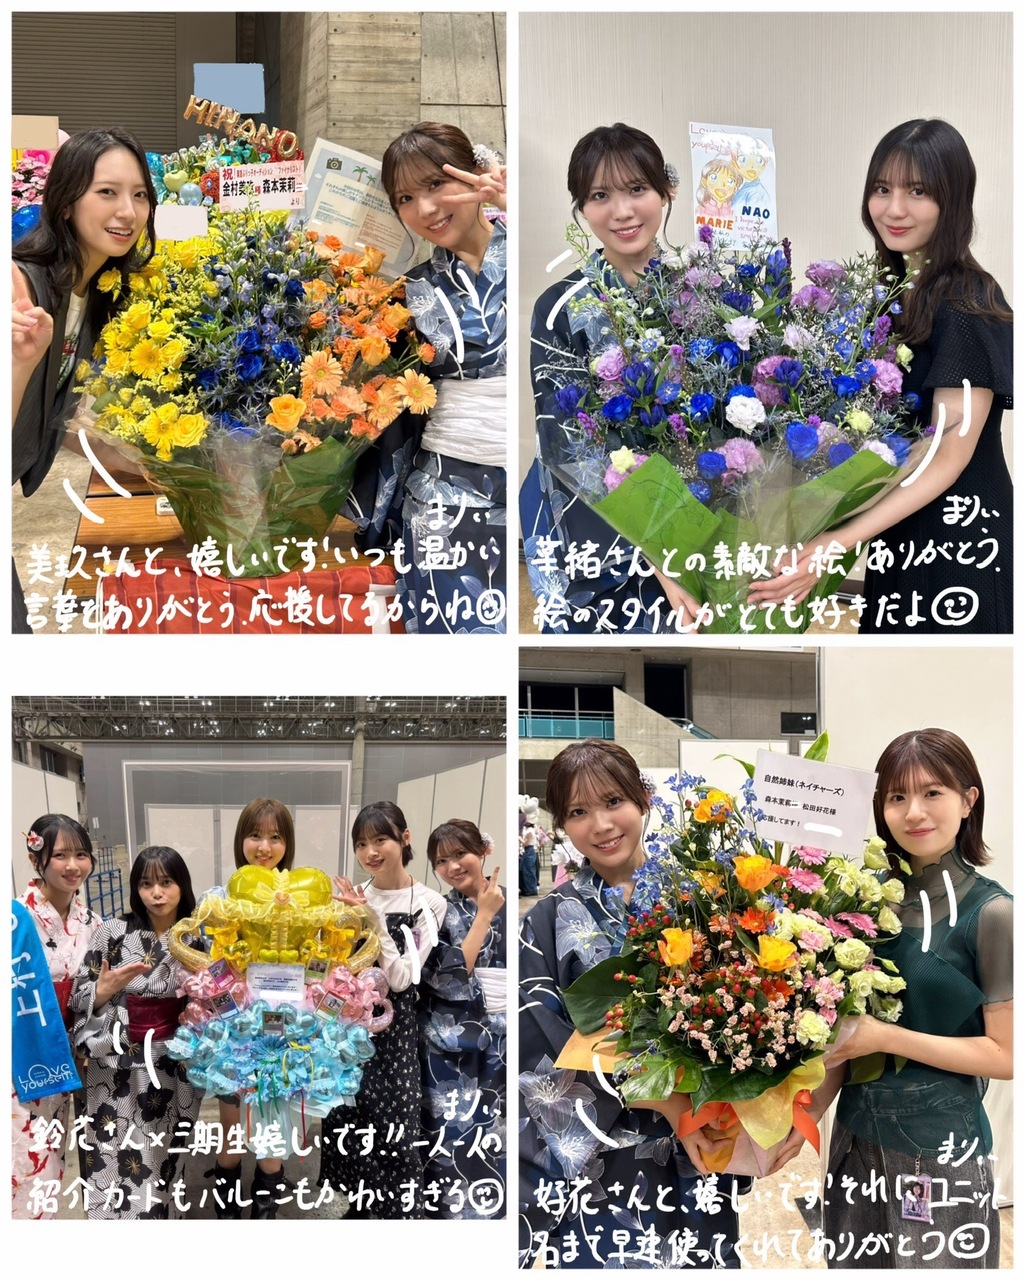 HINANO
祝
金村美玖様 森本茉莉
より
まりぃ
美玖さんと、嬉しいです!いつも温かい
言葉をありがとう.応援してるからね
MARIE
NAO
まりぃ
菜緒さんとの素敵な絵!ありがとう.
絵のスタイルがとても好きだよ
上村
Love
yourself!
まりぃ
鈴花さん×三期生嬉しいです!!一人一人の
紹介カードもバルーンもかわいすぎる
自然姉妹(ネイチャーズ)
森本茉莉 松田好花様
応援してます!
まりぃ
好花さんと、嬉しいです!それに、ユニット
名まで早速使ってくれてありがとう